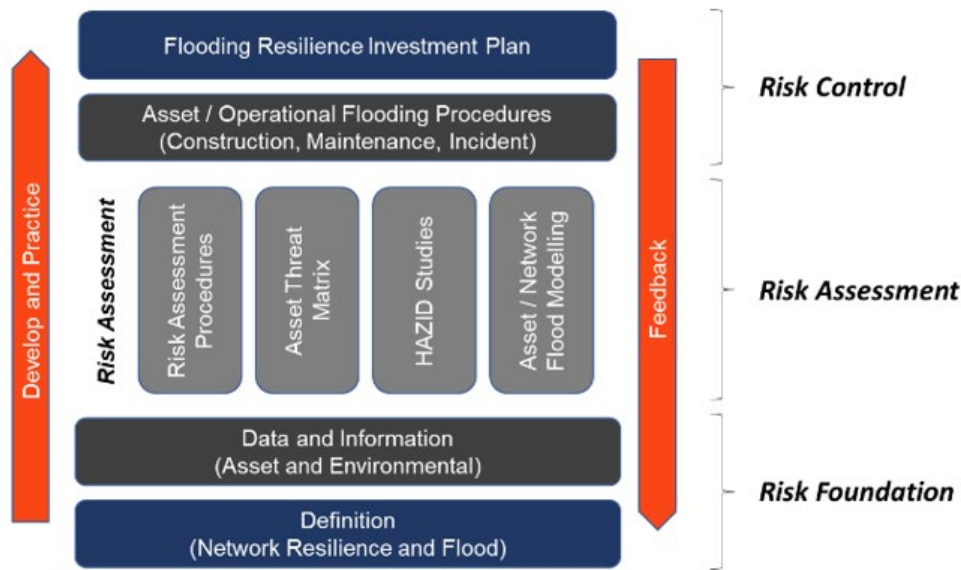 Flooding Resilience Investment Plan
Asset / Operational Flooding Procedures
(Construction, Maintenance, Incident)
Risk Control
Develop and Practice
Risk Assessment
Risk Assessment
Procedures
Asset Threat
Matrix
HAZID Studies
Asset / Network
Flood Modelling
Feedback
Risk Assessment
Data and Information
(Asset and Environmental)
Definition
(Network Resilience and Flood)
Risk Foundation